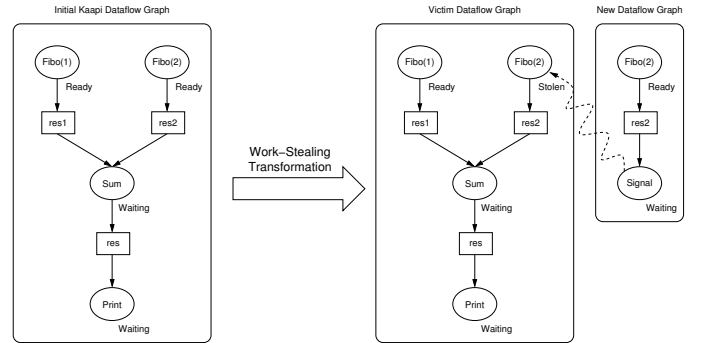 Initial Kaapi Dataflow Graph
Fibo(1)
Fibo(2)
Ready
Ready
res1
res2
Sum
Waiting
res
Print
Waiting
Work−Stealing
Transformation
Victim Dataflow Graph
Fibo(1)
Fibo(2)
Ready
Stolen
res1
res2
Sum
Waiting
res
Print
Waiting
New Dataflow Graph
Fibo(2)
Ready
res2
Signal
Waiting